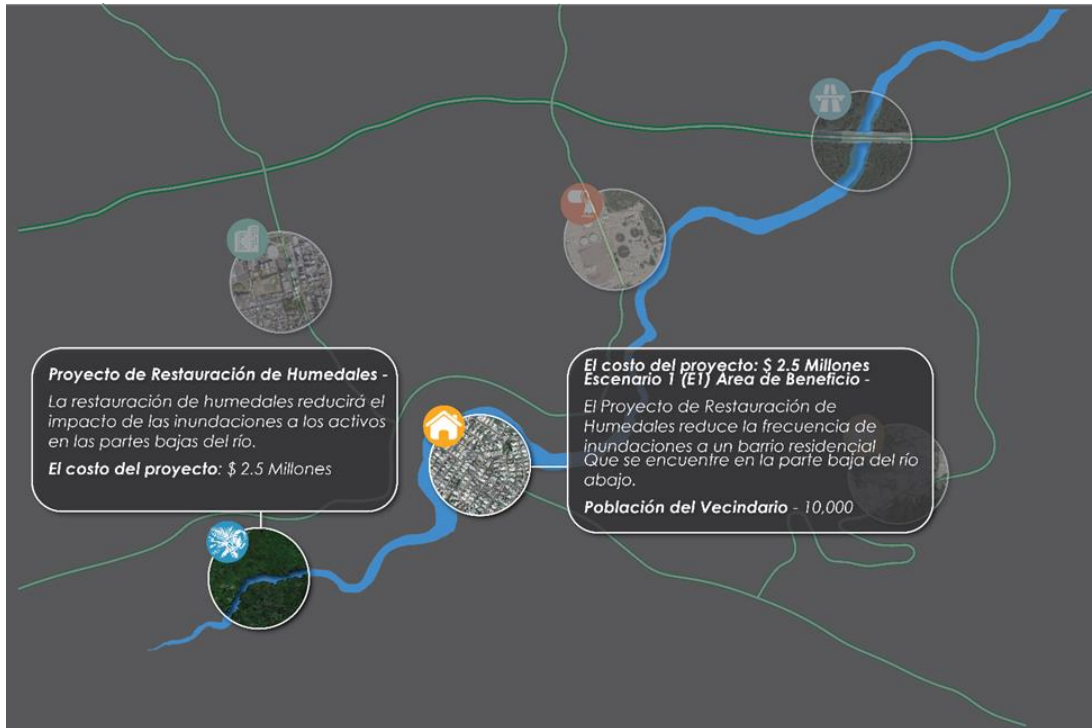 Proyecto de Restauración de Humedales -
La restauración de humedales reducirá el
impacto de las inundaciones a los activos
en las partes bajas del río.
El costo del proyecto: $ 2.5 Millones
El costo del proyecto: $ 2.5 Millones
Escenario 1 (E1) Área de Beneficio -
El Proyecto de Restauración de
Humedales reduce la frecuencia de
inundaciones a un barrio residencial
Que se encuentre en la parte baja del río
abajo.
Población del Vecindario - 10,000